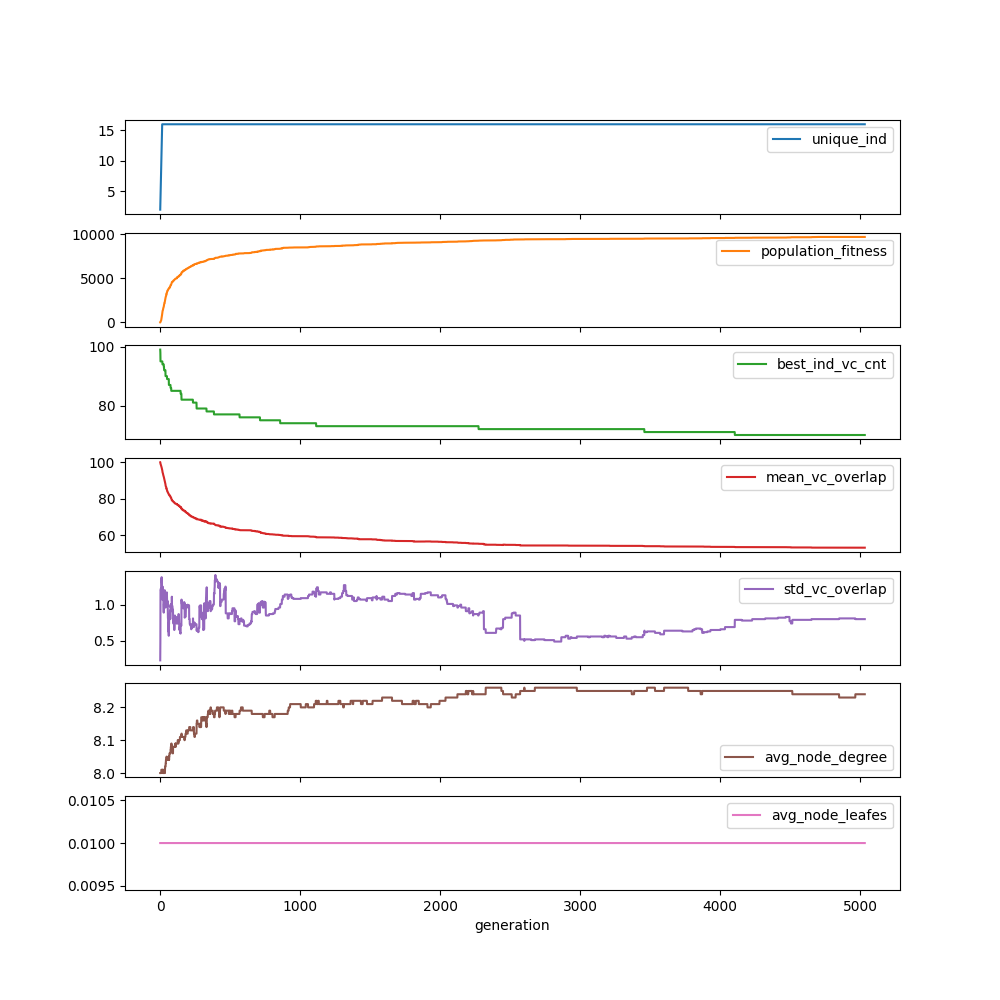 15
10
5
unique_ind
10000
5000
0
population_fitness
100
80
best_ind_vc_cnt
100
80
60
mean_vc_overlap
1.0
0.5
std_vc_overlap
8.2
8.1
8.0
avg_node_degree
0.0105
0.0100
0.0095
avg_node_leafes
0 1000 2000 3000 4000 5000
generation